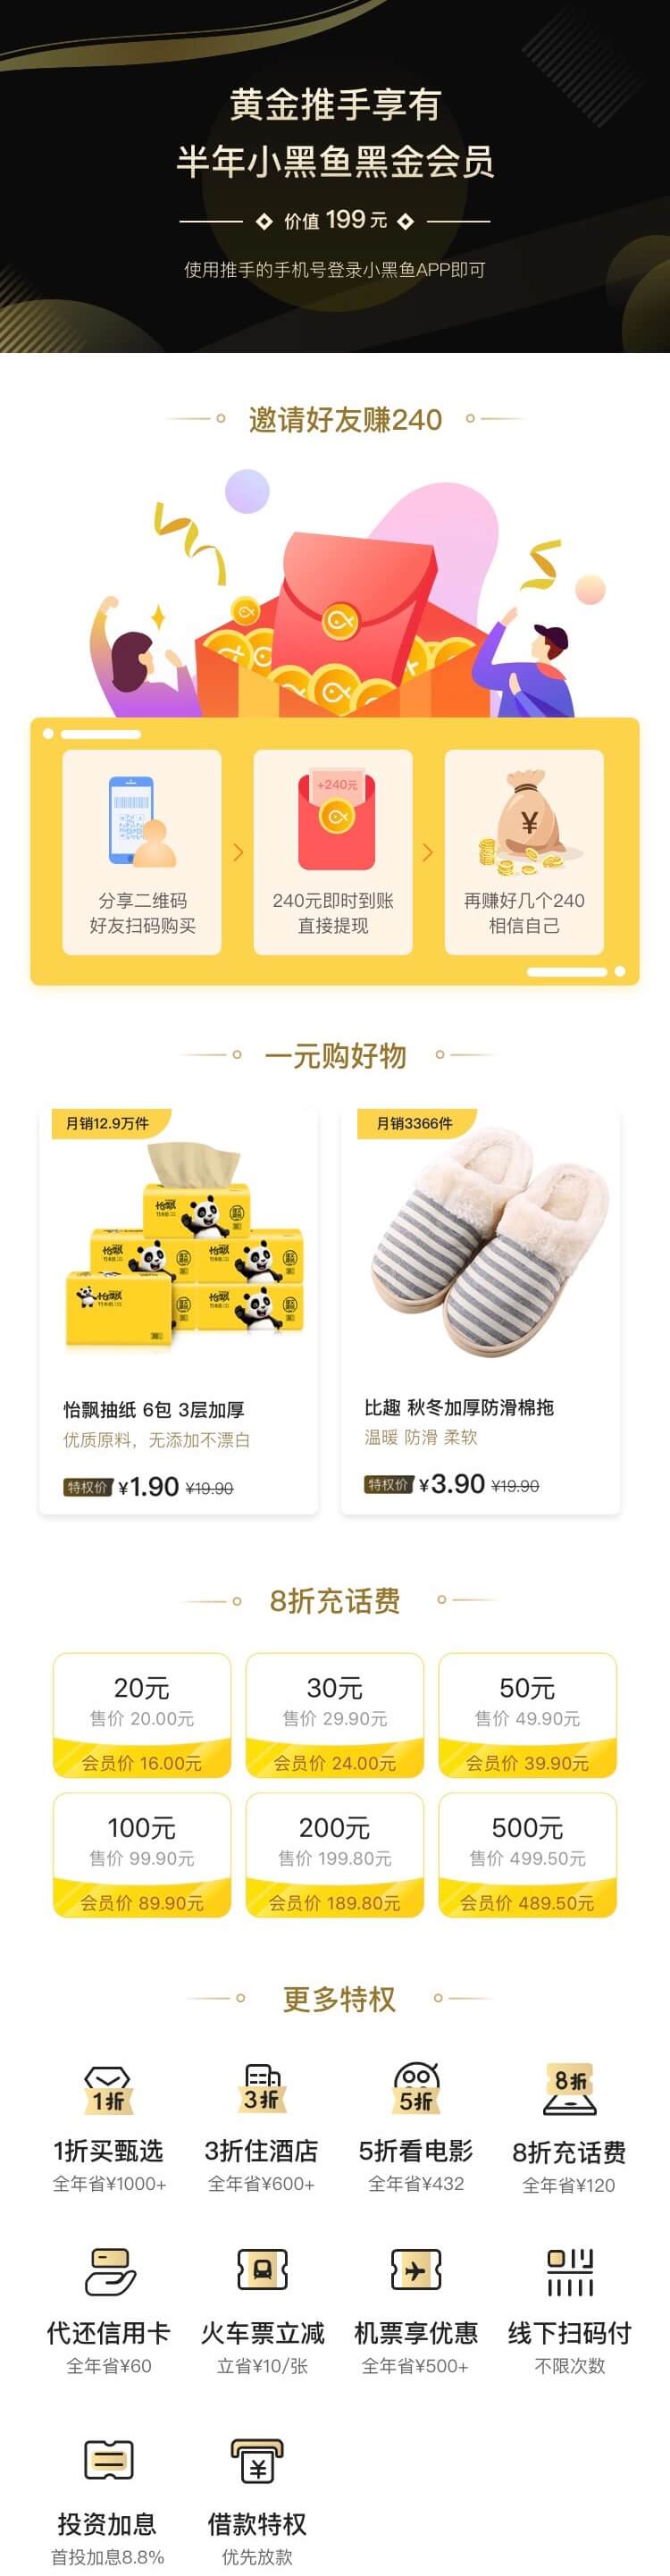 黄金推手享有
半年小黑鱼黑金会员
价值 199 元
使用推手的手机号登录小黑鱼APP即可
邀请好友赚240
+240元
¥
分享二维码
好友扫码购买
240元即时到账
直接提现
再赚好几个240
相信自己
一元购好物
月销12.9万件
月销3366件
怡飘抽纸 6包 3层加厚
优质原料，无添加不漂白
特权价 ¥1.90 ¥19.90
比趣 秋冬加厚防滑棉拖
温暖 防滑 柔软
特权价 ¥3.90 ¥19.90
8折充话费
20元
售价 20.00元
会员价 16.00元
30元
售价 29.90元
会员价 24.00元
50元
售价 49.90元
会员价 39.90元
100元
售价 99.90元
会员价 89.90元
200元
售价 199.80元
会员价 189.80元
500元
售价 499.50元
会员价 489.50元
更多特权
1折
1折买甄选
全年省¥1000+
3折
3折住酒店
全年省¥600+
5折
5折看电影
全年省¥432
8折
8折充话费
全年省¥120
代还信用卡
全年省¥60
火车票立减
立省¥10/张
机票享优惠
全年省¥500+
线下扫码付
不限次数
投资加息
首投加息8.8%
¥
借款特权
优先放款